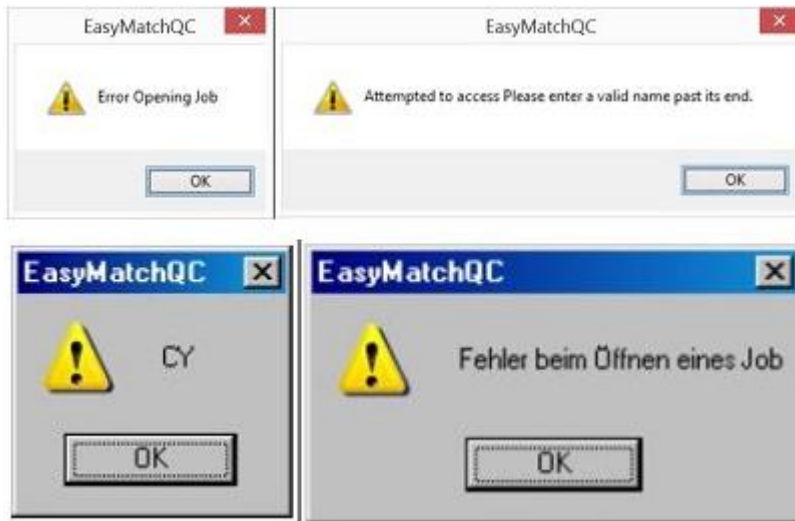 EasyMatchQC
Error Opening Job
OK
EasyMatchQC
Attempted to access Please enter a valid name past its end.
OK
EasyMatchQC
CY
OK
EasyMatchQC
Fehler beim Öffnen eines Job
OK